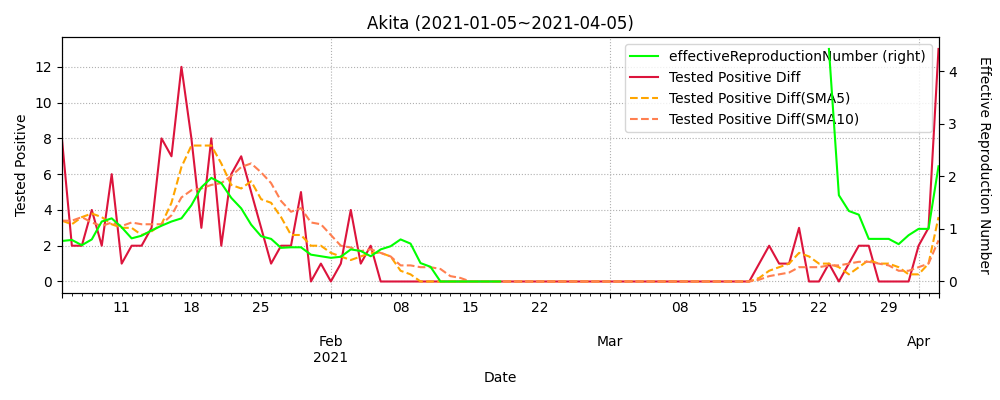 Akita (2021-01-05~2021-04-05)
effectiveReproductionNumber (right)
Tested Positive Diff
Tested Positive Diff(SMA5)
Tested Positive Diff(SMA10)
Tested Positive
12
10
8
6
4
2
0
4
3
2
1
0
Effective Reproduction Number
11 18 25 08 15 22 08 15 22 29
Feb Mar Apr
2021
Date